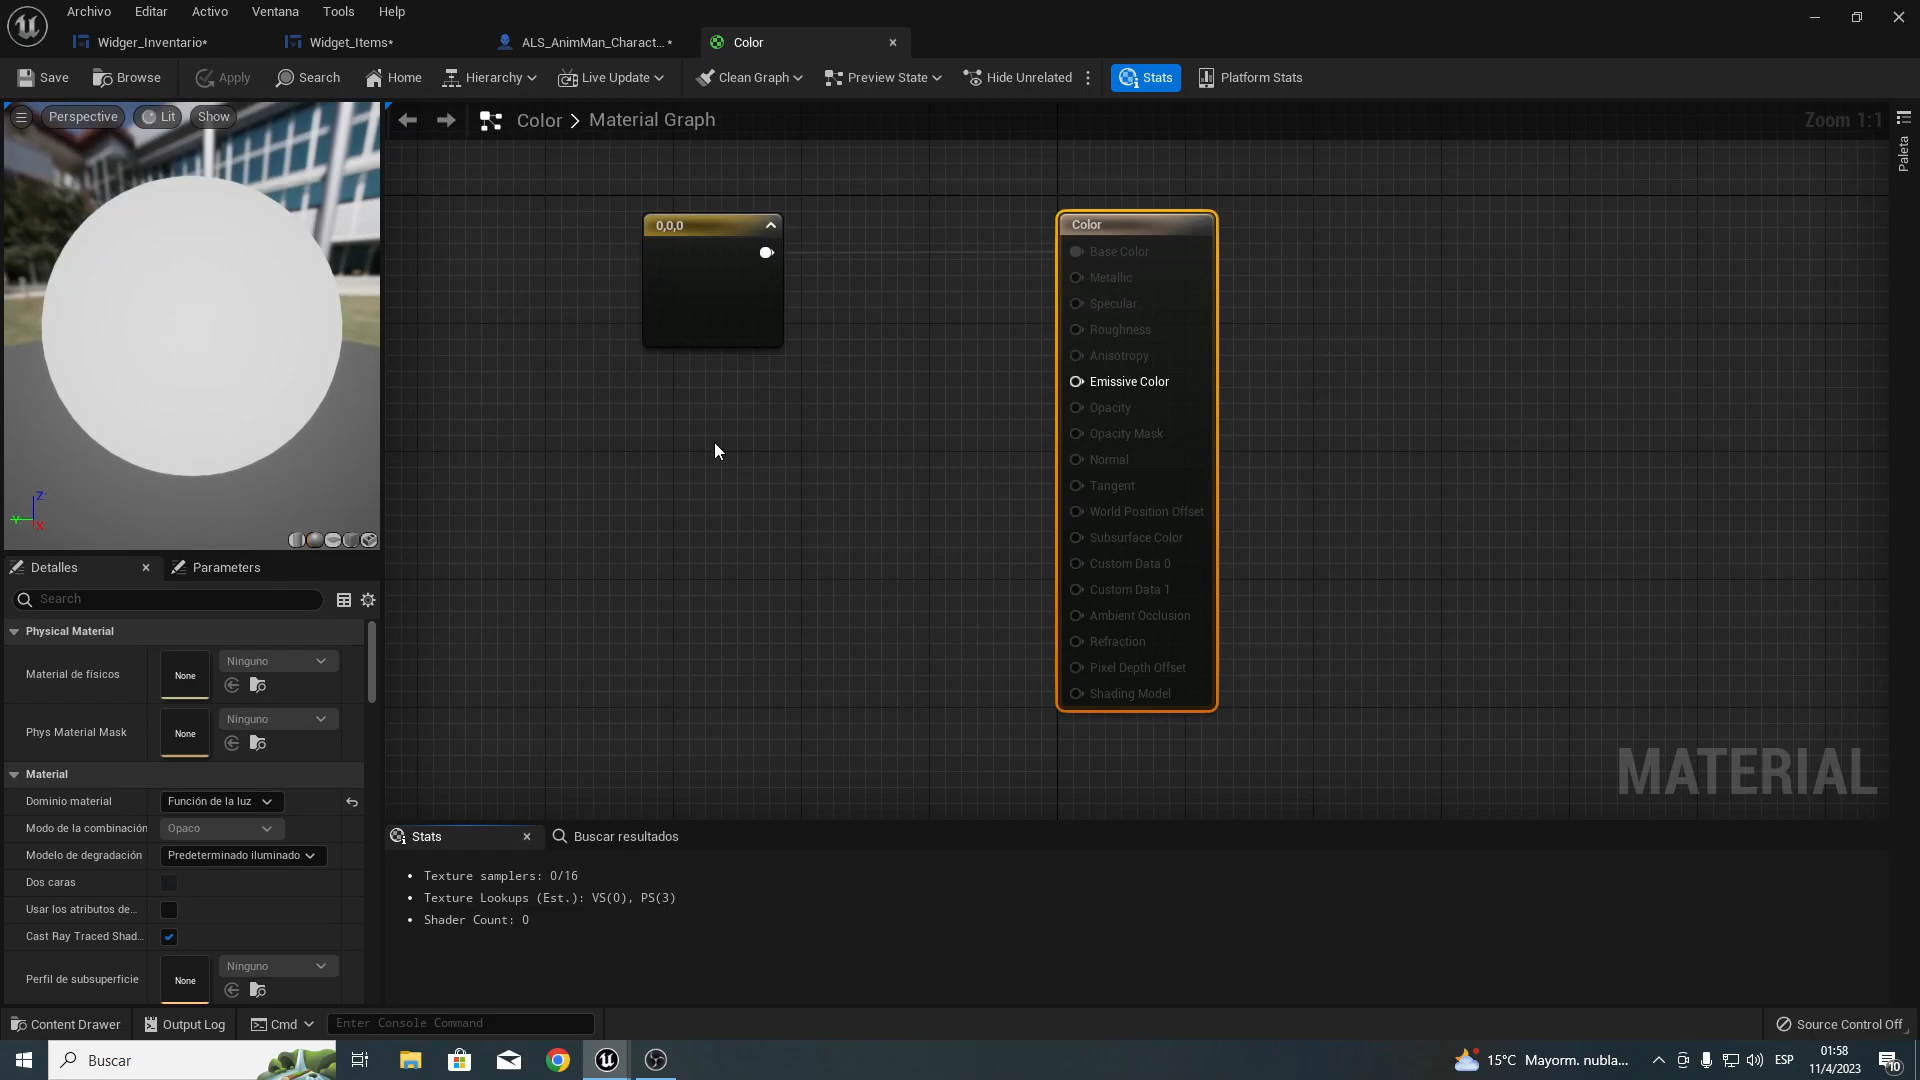 Archivo Editar Activo Ventana Tools Help
Widger_Inventario* Widget_Items* ALS_AnimMan_Charact... * Color
Save Browse Apply Search Home Hierarchy Live Update Clean Graph Preview State Hide Unrelated Stats Platform Stats
Perspective Lit Show
Color > Material Graph Zoom 1:1
Paleta
0,0,0
Color
Base Color
Metallic
Specular
Roughness
Anisotropy
Emissive Color
Opacity
Opacity Mask
Normal
Tangent
World Position Offset
Subsurface Color
Custom Data 0
Custom Data 1
Ambient Occlusion
Refraction
Pixel Depth Offset
Shading Model
MATERIAL
Z
Y
X
Detalles Parameters
Search
Physical Material
Material de físicos None Ninguno
Phys Material Mask None Ninguno
Material
Dominio material Función de la luz
Modo de la combinación Opaco
Modelo de degradación Predeterminado iluminado
Dos caras
Usar los atributos de...
Cast Ray Traced Shad...
Perfil de subsuperficie None Ninguno
Stats Buscar resultados
• Texture samplers: 0/16
• Texture Lookups (Est.): VS(0), PS(3)
• Shader Count: 0
Content Drawer Output Log Cmd Enter Console Command Source Control Off
Buscar 15°C Mayorm. nubla... ESP 01:58
11/4/2023 10